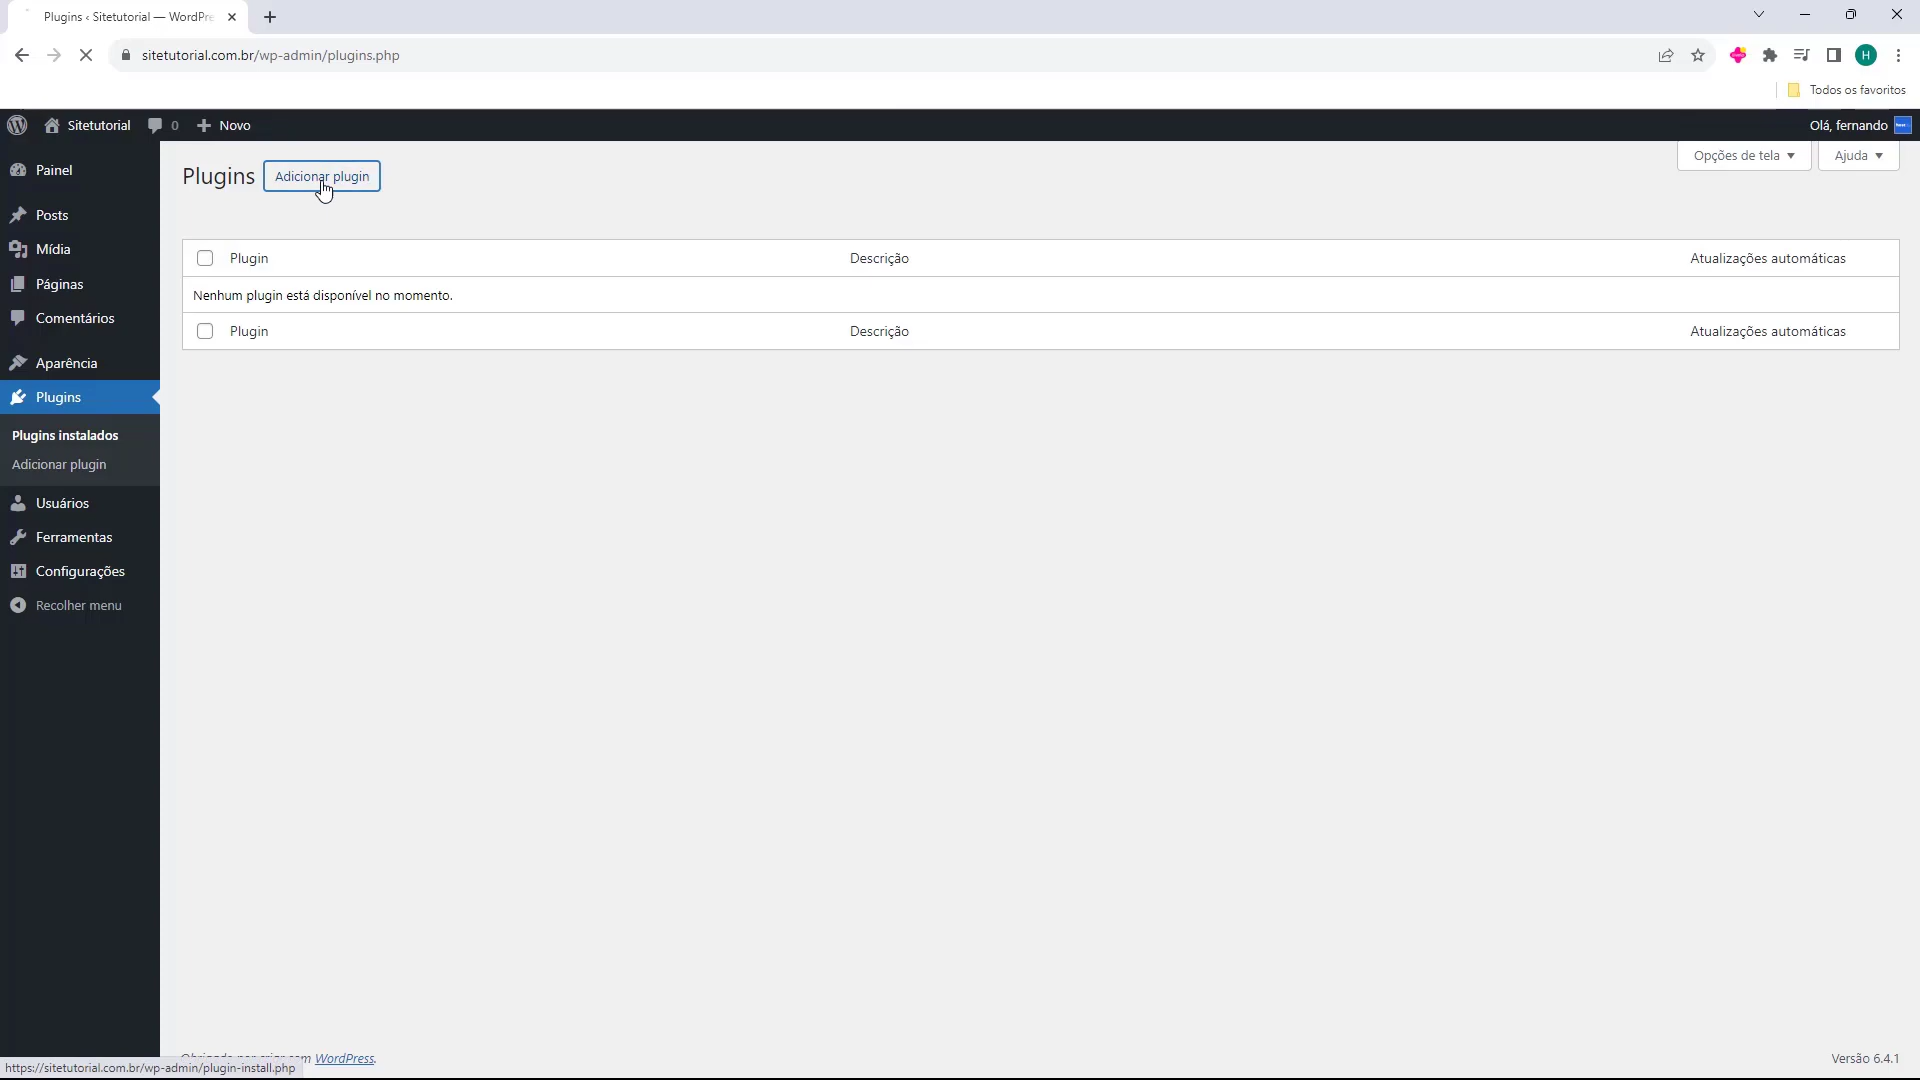 Plugins ‹ Sitetutorial — WordPre
sitetutorial.com.br/wp-admin/plugins.php
H
Todos os favoritos
Sitetutorial
0
Novo
Olá, fernando
Opções de tela
Ajuda
Painel
Posts
Mídia
Páginas
Comentários
Aparência
Plugins
Plugins instalados
Adicionar plugin
Usuários
Ferramentas
Configurações
Recolher menu
Plugins
Adicionar plugin
Plugin Descrição Atualizações automáticas
Nenhum plugin está disponível no momento.
Plugin Descrição Atualizações automáticas
WordPress.
Versão 6.4.1
https://sitetutorial.com.br/wp-admin/plugin-install.php